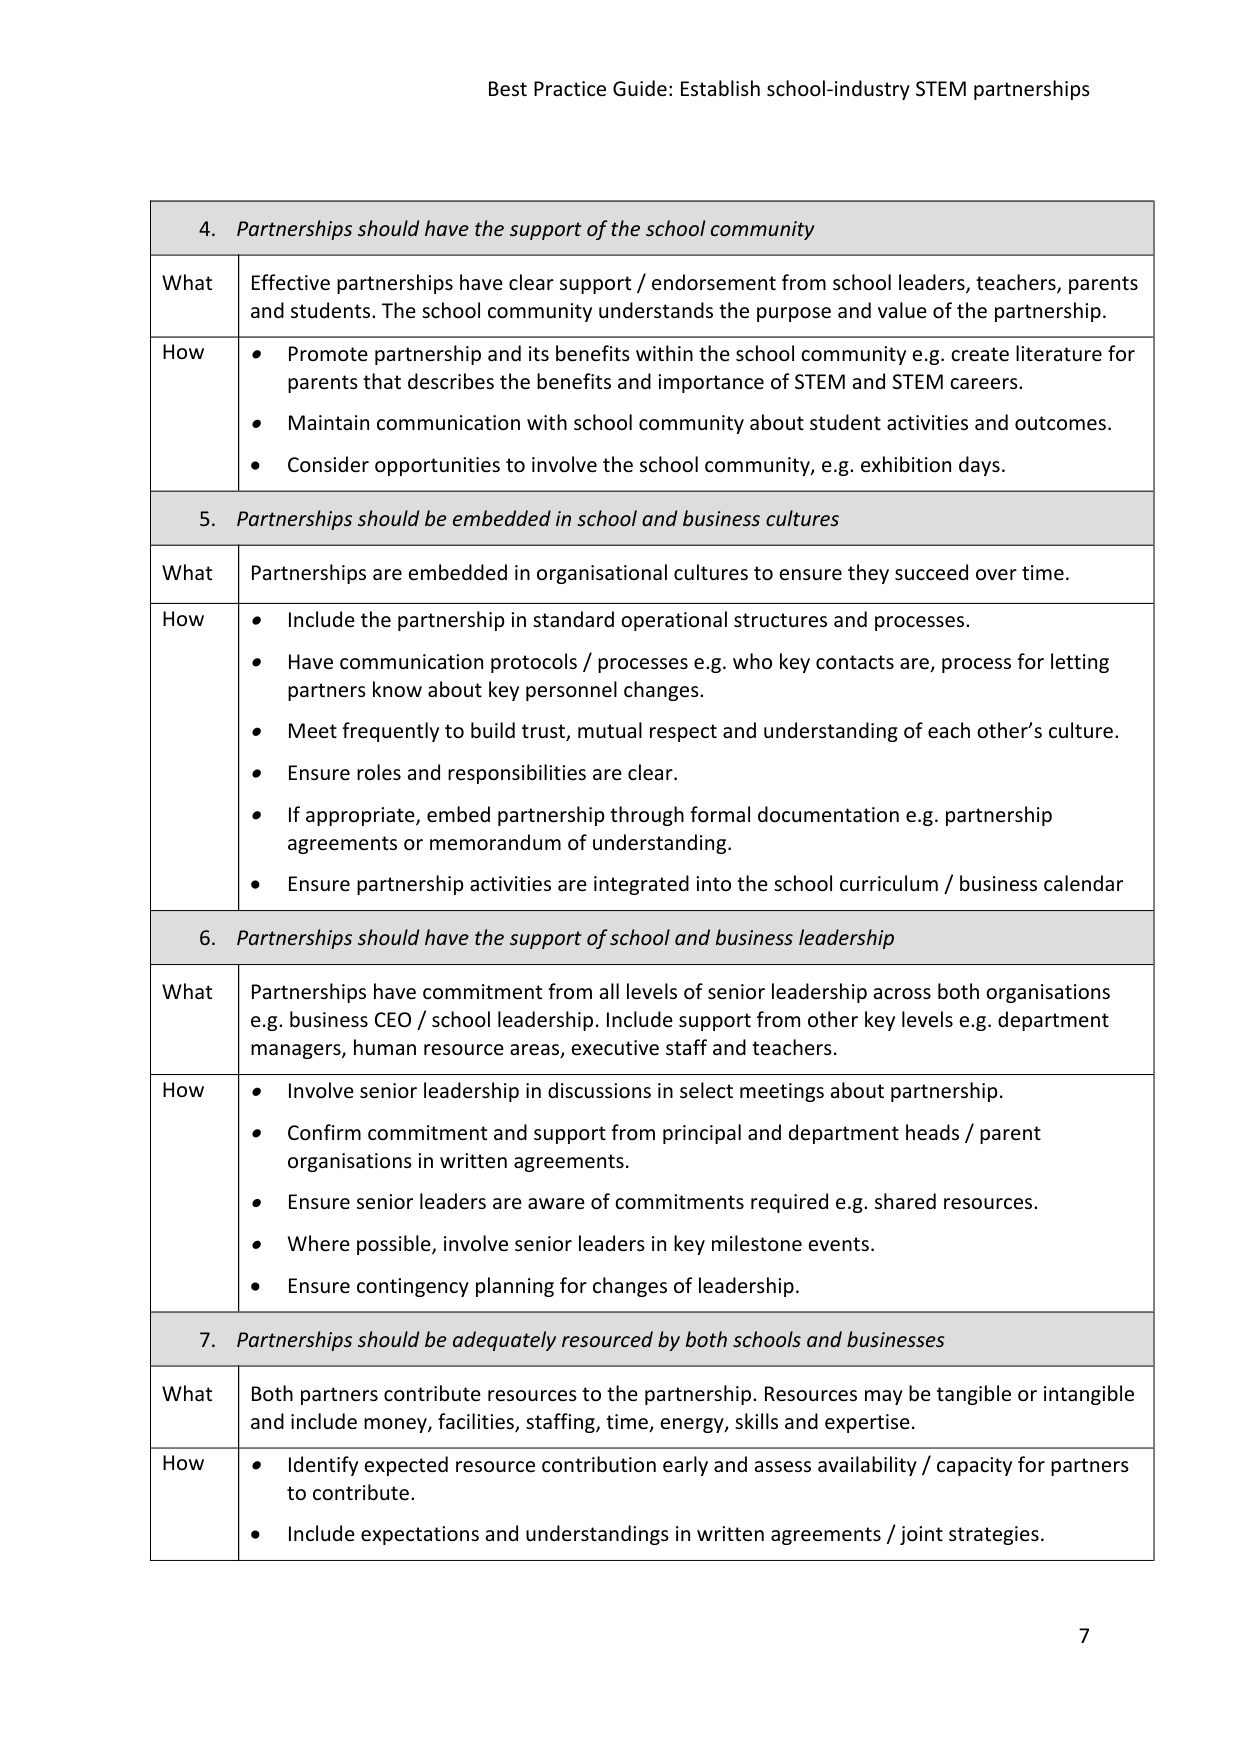 Best Practice Guide: Establish school-industry STEM partnerships
4. Partnerships should have the support of the school community
What
Effective partnerships have clear support / endorsement from school leaders, teachers, parents
and students. The school community understands the purpose and value of the partnership.
How
• Promote partnership and its benefits within the school community e.g. create literature for
parents that describes the benefits and importance of STEM and STEM careers.
• Maintain communication with school community about student activities and outcomes.
• Consider opportunities to involve the school community, e.g. exhibition days.
5. Partnerships should be embedded in school and business cultures
What
Partnerships are embedded in organisational cultures to ensure they succeed over time.
How
• Include the partnership in standard operational structures and processes.
• Have communication protocols / processes e.g. who key contacts are, process for letting
partners know about key personnel changes.
• Meet frequently to build trust, mutual respect and understanding of each other’s culture.
• Ensure roles and responsibilities are clear.
• If appropriate, embed partnership through formal documentation e.g. partnership
agreements or memorandum of understanding.
• Ensure partnership activities are integrated into the school curriculum / business calendar
6. Partnerships should have the support of school and business leadership
What
Partnerships have commitment from all levels of senior leadership across both organisations
e.g. business CEO / school leadership. Include support from other key levels e.g. department
managers, human resource areas, executive staff and teachers.
How
• Involve senior leadership in discussions in select meetings about partnership.
• Confirm commitment and support from principal and department heads / parent
organisations in written agreements.
• Ensure senior leaders are aware of commitments required e.g. shared resources.
• Where possible, involve senior leaders in key milestone events.
• Ensure contingency planning for changes of leadership.
7. Partnerships should be adequately resourced by both schools and businesses
What
Both partners contribute resources to the partnership. Resources may be tangible or intangible
and include money, facilities, staffing, time, energy, skills and expertise.
How
• Identify expected resource contribution early and assess availability / capacity for partners
to contribute.
• Include expectations and understandings in written agreements / joint strategies.
7